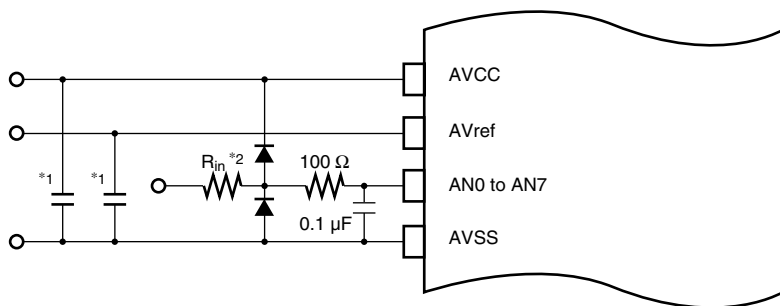 AVCC
AVref
*1
*1
Rin *2
100 Ω
AN0 to AN7
0.1 µF
AVSS